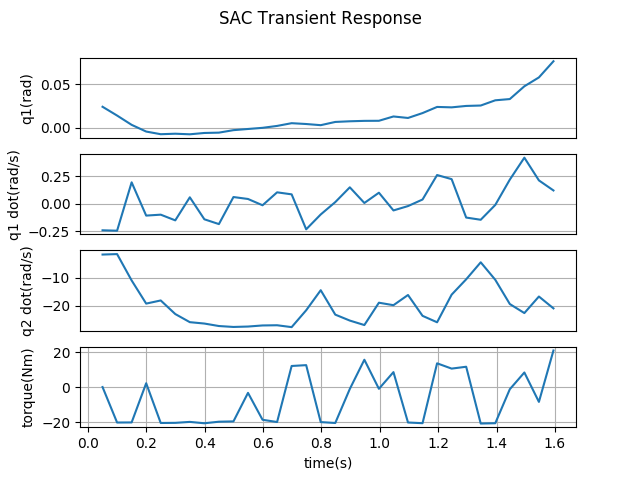 SAC Transient Response
q1(rad)
0.05
0.00
q1 dot(rad/s)
0.25
0.00
−0.25
q2 dot(rad/s)
−10
−20
torque(Nm)
20
0
−20
0.0 0.2 0.4 0.6 0.8 1.0 1.2 1.4 1.6
time(s)